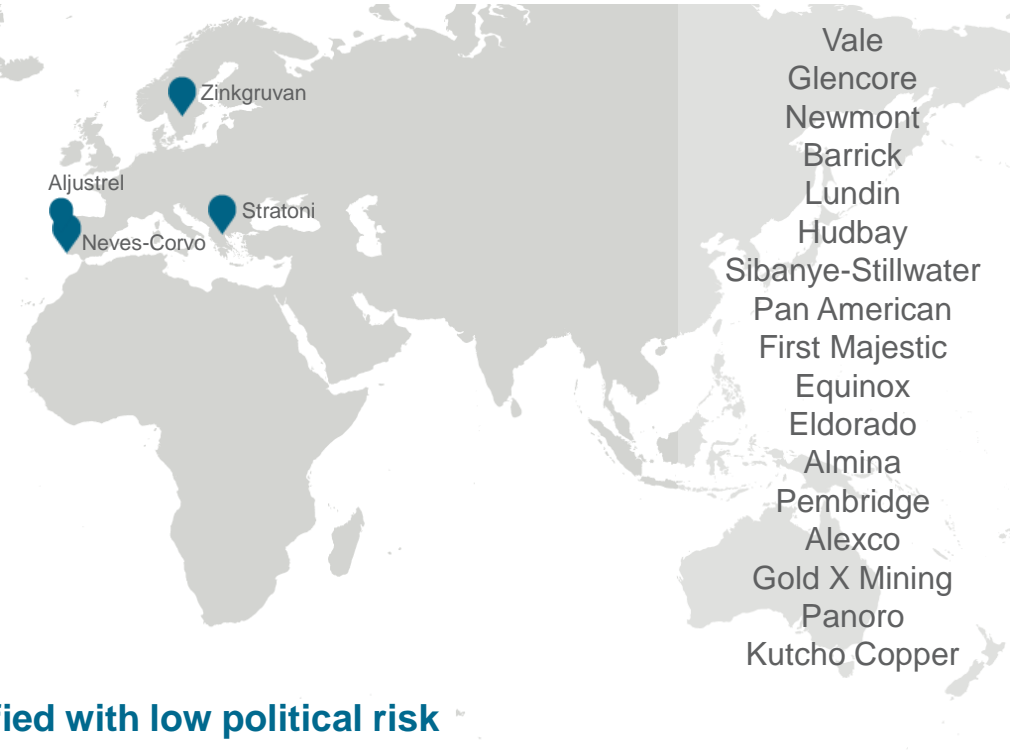 Zinkgruvan
Aljustrel
Stratoni
Neves-Corvo
Vale
Glencore
Newmont
Barrick
Lundin
Hudbay
Sibanye-Stillwater
Pan American
First Majestic
Equinox
Eldorado
Almina
Pembridge
Alexco
Gold X Mining
Panoro
Kutcho Copper
fied with low political risk